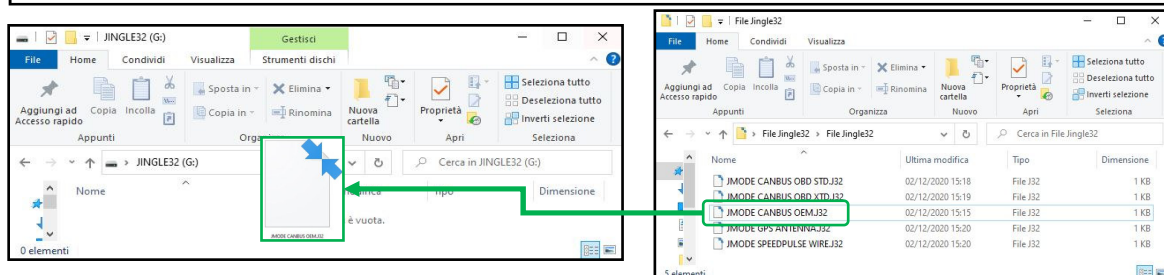 JINGLE32 (G:)
Gestisci
File
Home
Condividi
Visualizza
Strumenti dischi
Aggiungi ad
Accesso rapido
Copia
Incolla
Sposta in
Copia in
Elimina
Rinomina
Nuova
cartella
Proprietà
Seleziona tutto
Deseleziona tutto
Inverti selezione
Appunti
Nuovo
Apri
Seleziona
JINGLE32 (G:)
Cerca in JINGLE32 (G:)
Nome
Dimensione
è vuota.
JMODE CANBUS OEM.J32
0 elementi
File Jingle32
File
Home
Condividi
Visualizza
Aggiungi ad
Accesso rapido
Copia
Incolla
Sposta in
Copia in
Elimina
Rinomina
Nuova
cartella
Proprietà
Seleziona tutto
Deseleziona tutto
Inverti selezione
Appunti
Organizza
Nuovo
Apri
Seleziona
File Jingle32 › File Jingle32
Cerca in File Jingle32
Nome Ultima modifica Tipo Dimensione
JMODE CANBUS OBD STD.J32 02/12/2020 15:18 File J32 1 KB
JMODE CANBUS OBD XTD.J32 02/12/2020 15:19 File J32 1 KB
JMODE CANBUS OEM.J32 02/12/2020 15:15 File J32 1 KB
JMODE GPS ANTENNA.J32 02/12/2020 15:20 File J32 1 KB
JMODE SPEEDPULSE WIRE.J32 02/12/2020 15:20 File J32 1 KB
5 elementi